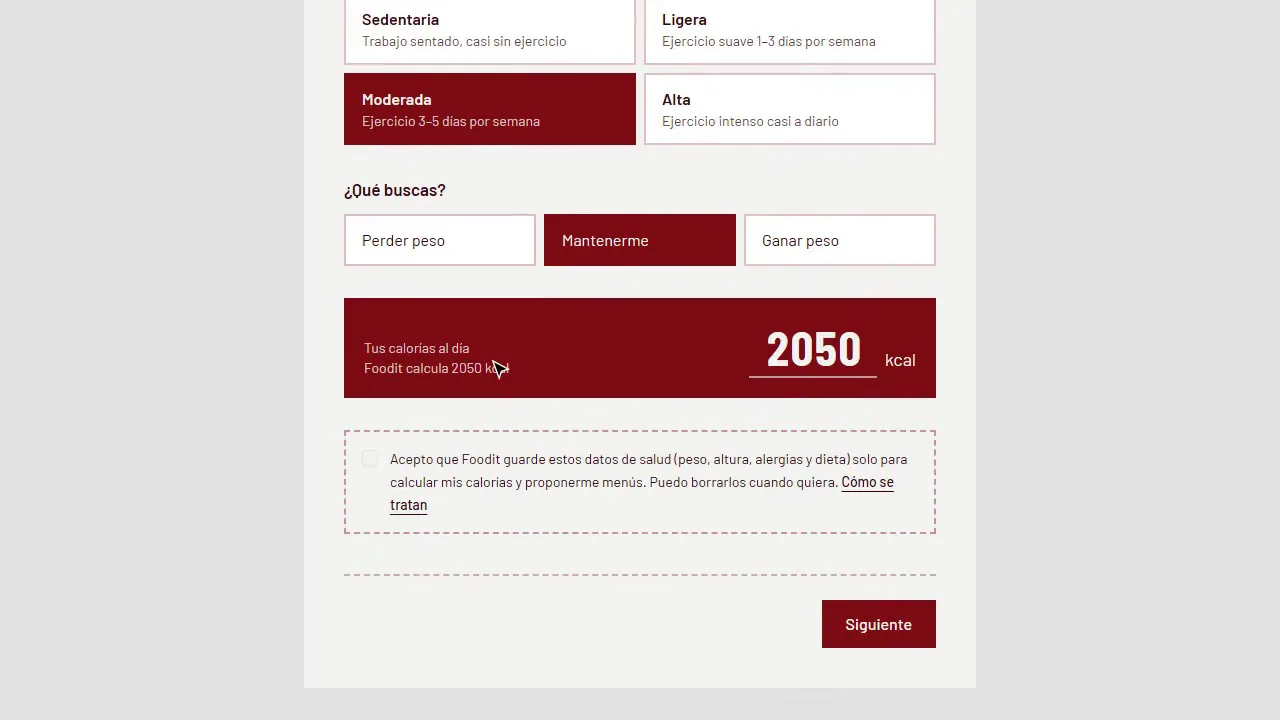 Sedentaria
Trabajo sentado, casi sin ejercicio
Ligera
Ejercicio suave 1–3 días por semana
Moderada
Ejercicio 3–5 días por semana
Alta
Ejercicio intenso casi a diario
¿Qué buscas?
Perder peso
Mantenerme
Ganar peso
Tus calorías al día
Foodit calcula 2050 kcal
2050 kcal
Acepto que Foodit guarde estos datos de salud (peso, altura, alergias y dieta) solo para
calcular mis calorías y proponerme menús. Puedo borrarlos cuando quiera. Cómo se
tratan
Siguiente